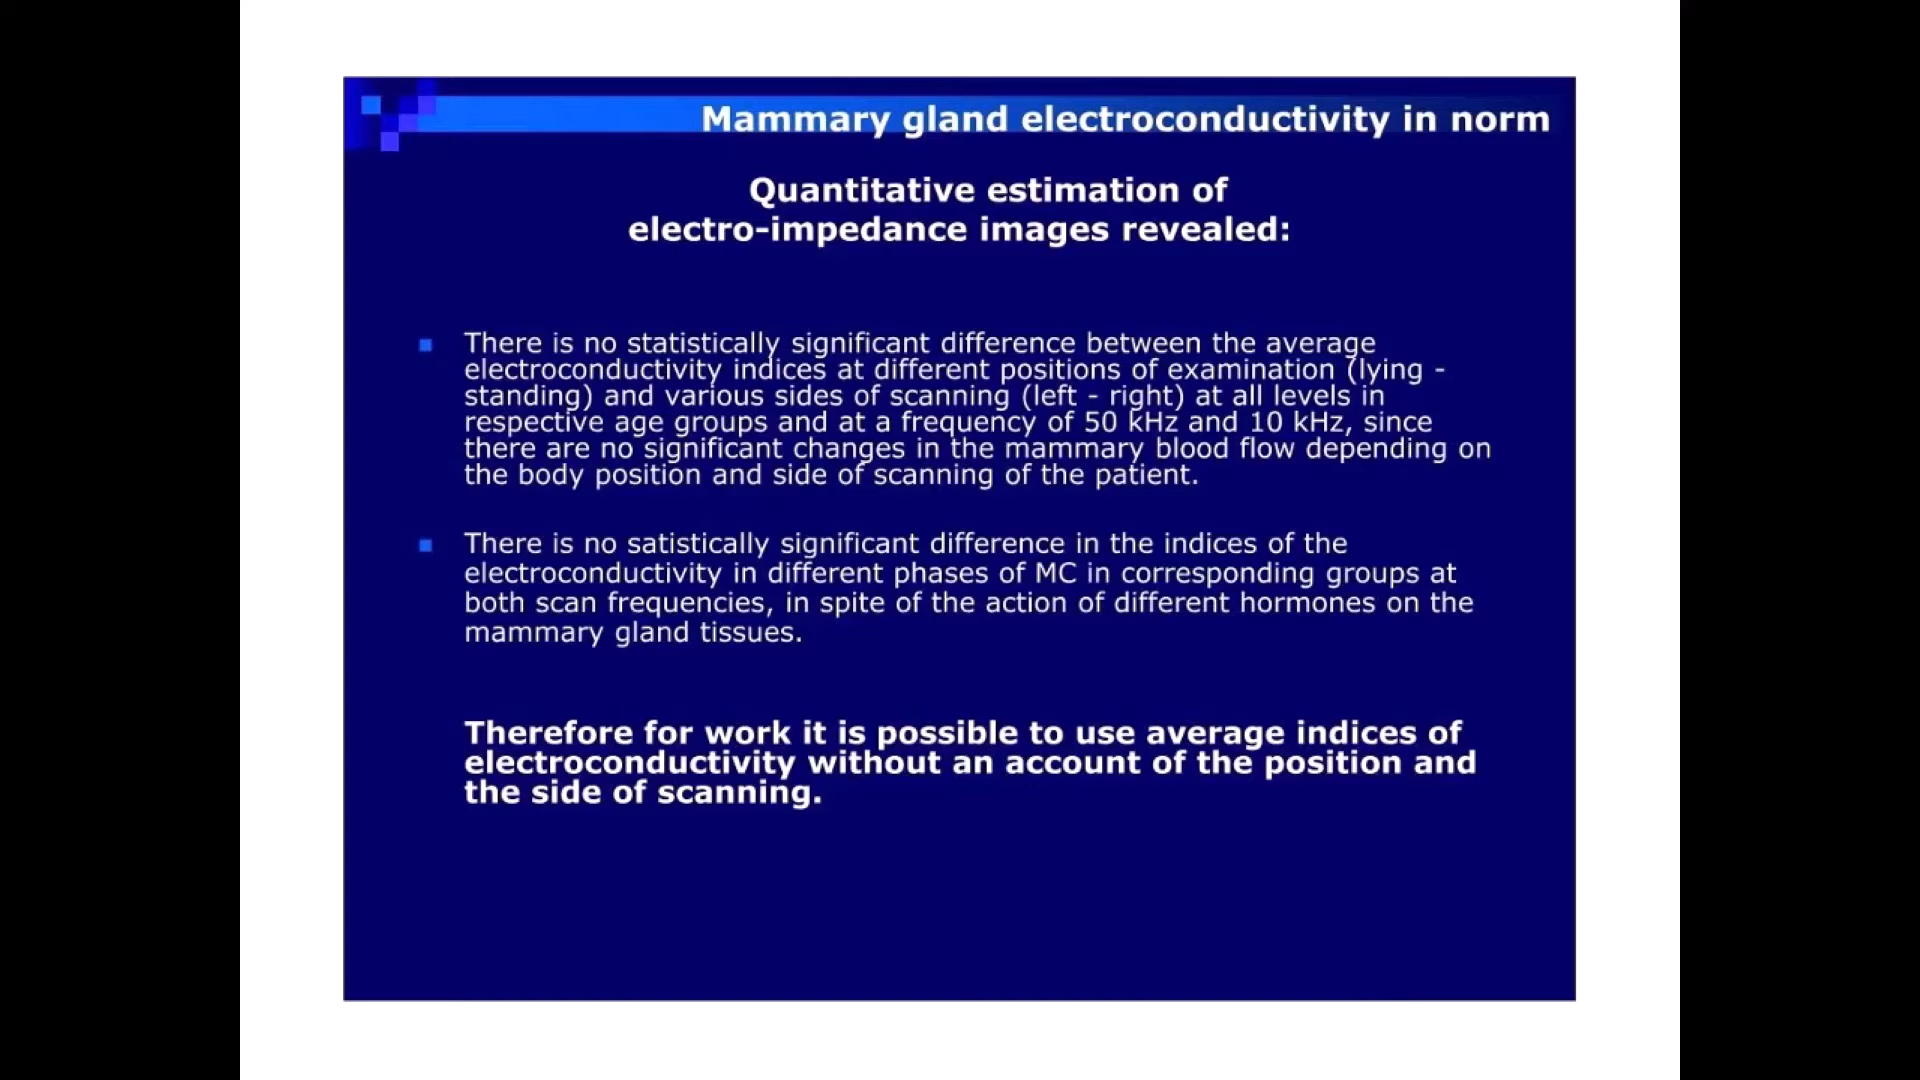 Mammary gland electroconductivity in norm
Quantitative estimation of
electro-impedance images revealed:
There is no statistically significant difference between the average
electroconductivity indices at different positions of examination (lying -
standing) and various sides of scanning (left - right) at all levels in
respective age groups and at a frequency of 50 kHz and 10 kHz, since
there are no significant changes in the mammary blood flow depending on
the body position and side of scanning of the patient.
There is no satistically significant difference in the indices of the
electroconductivity in different phases of MC in corresponding groups at
both scan frequencies, in spite of the action of different hormones on the
mammary gland tissues.
Therefore for work it is possible to use average indices of
electroconductivity without an account of the position and
the side of scanning.